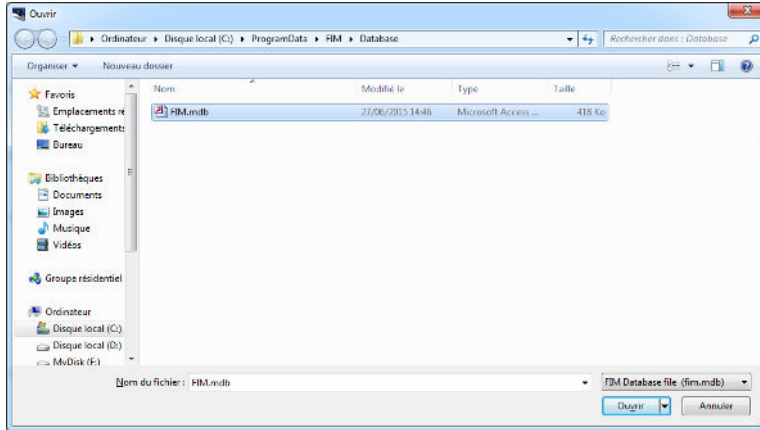 Ouvrir
Ordinateur ▸ Disque local (C:) ▸ ProgramData ▸ FIM ▸ Database
Rechercher dans : Database
Organiser
Nouveau dossier
Nom
Modifié le
Type
Taille
FIM.mdb
27/06/2015 14:46
Microsoft Access ...
418 Ko
Favoris
Emplacements ré
Téléchargements
Bureau
Bibliothèques
Documents
Images
Musique
Vidéos
Groupe résidentiel
Ordinateur
Disque local (C:)
Disque local (D:)
MyDisk (F:)
Nom du fichier : FIM.mdb
FIM Database file (fim.mdb)
Ouvrir
Annuler